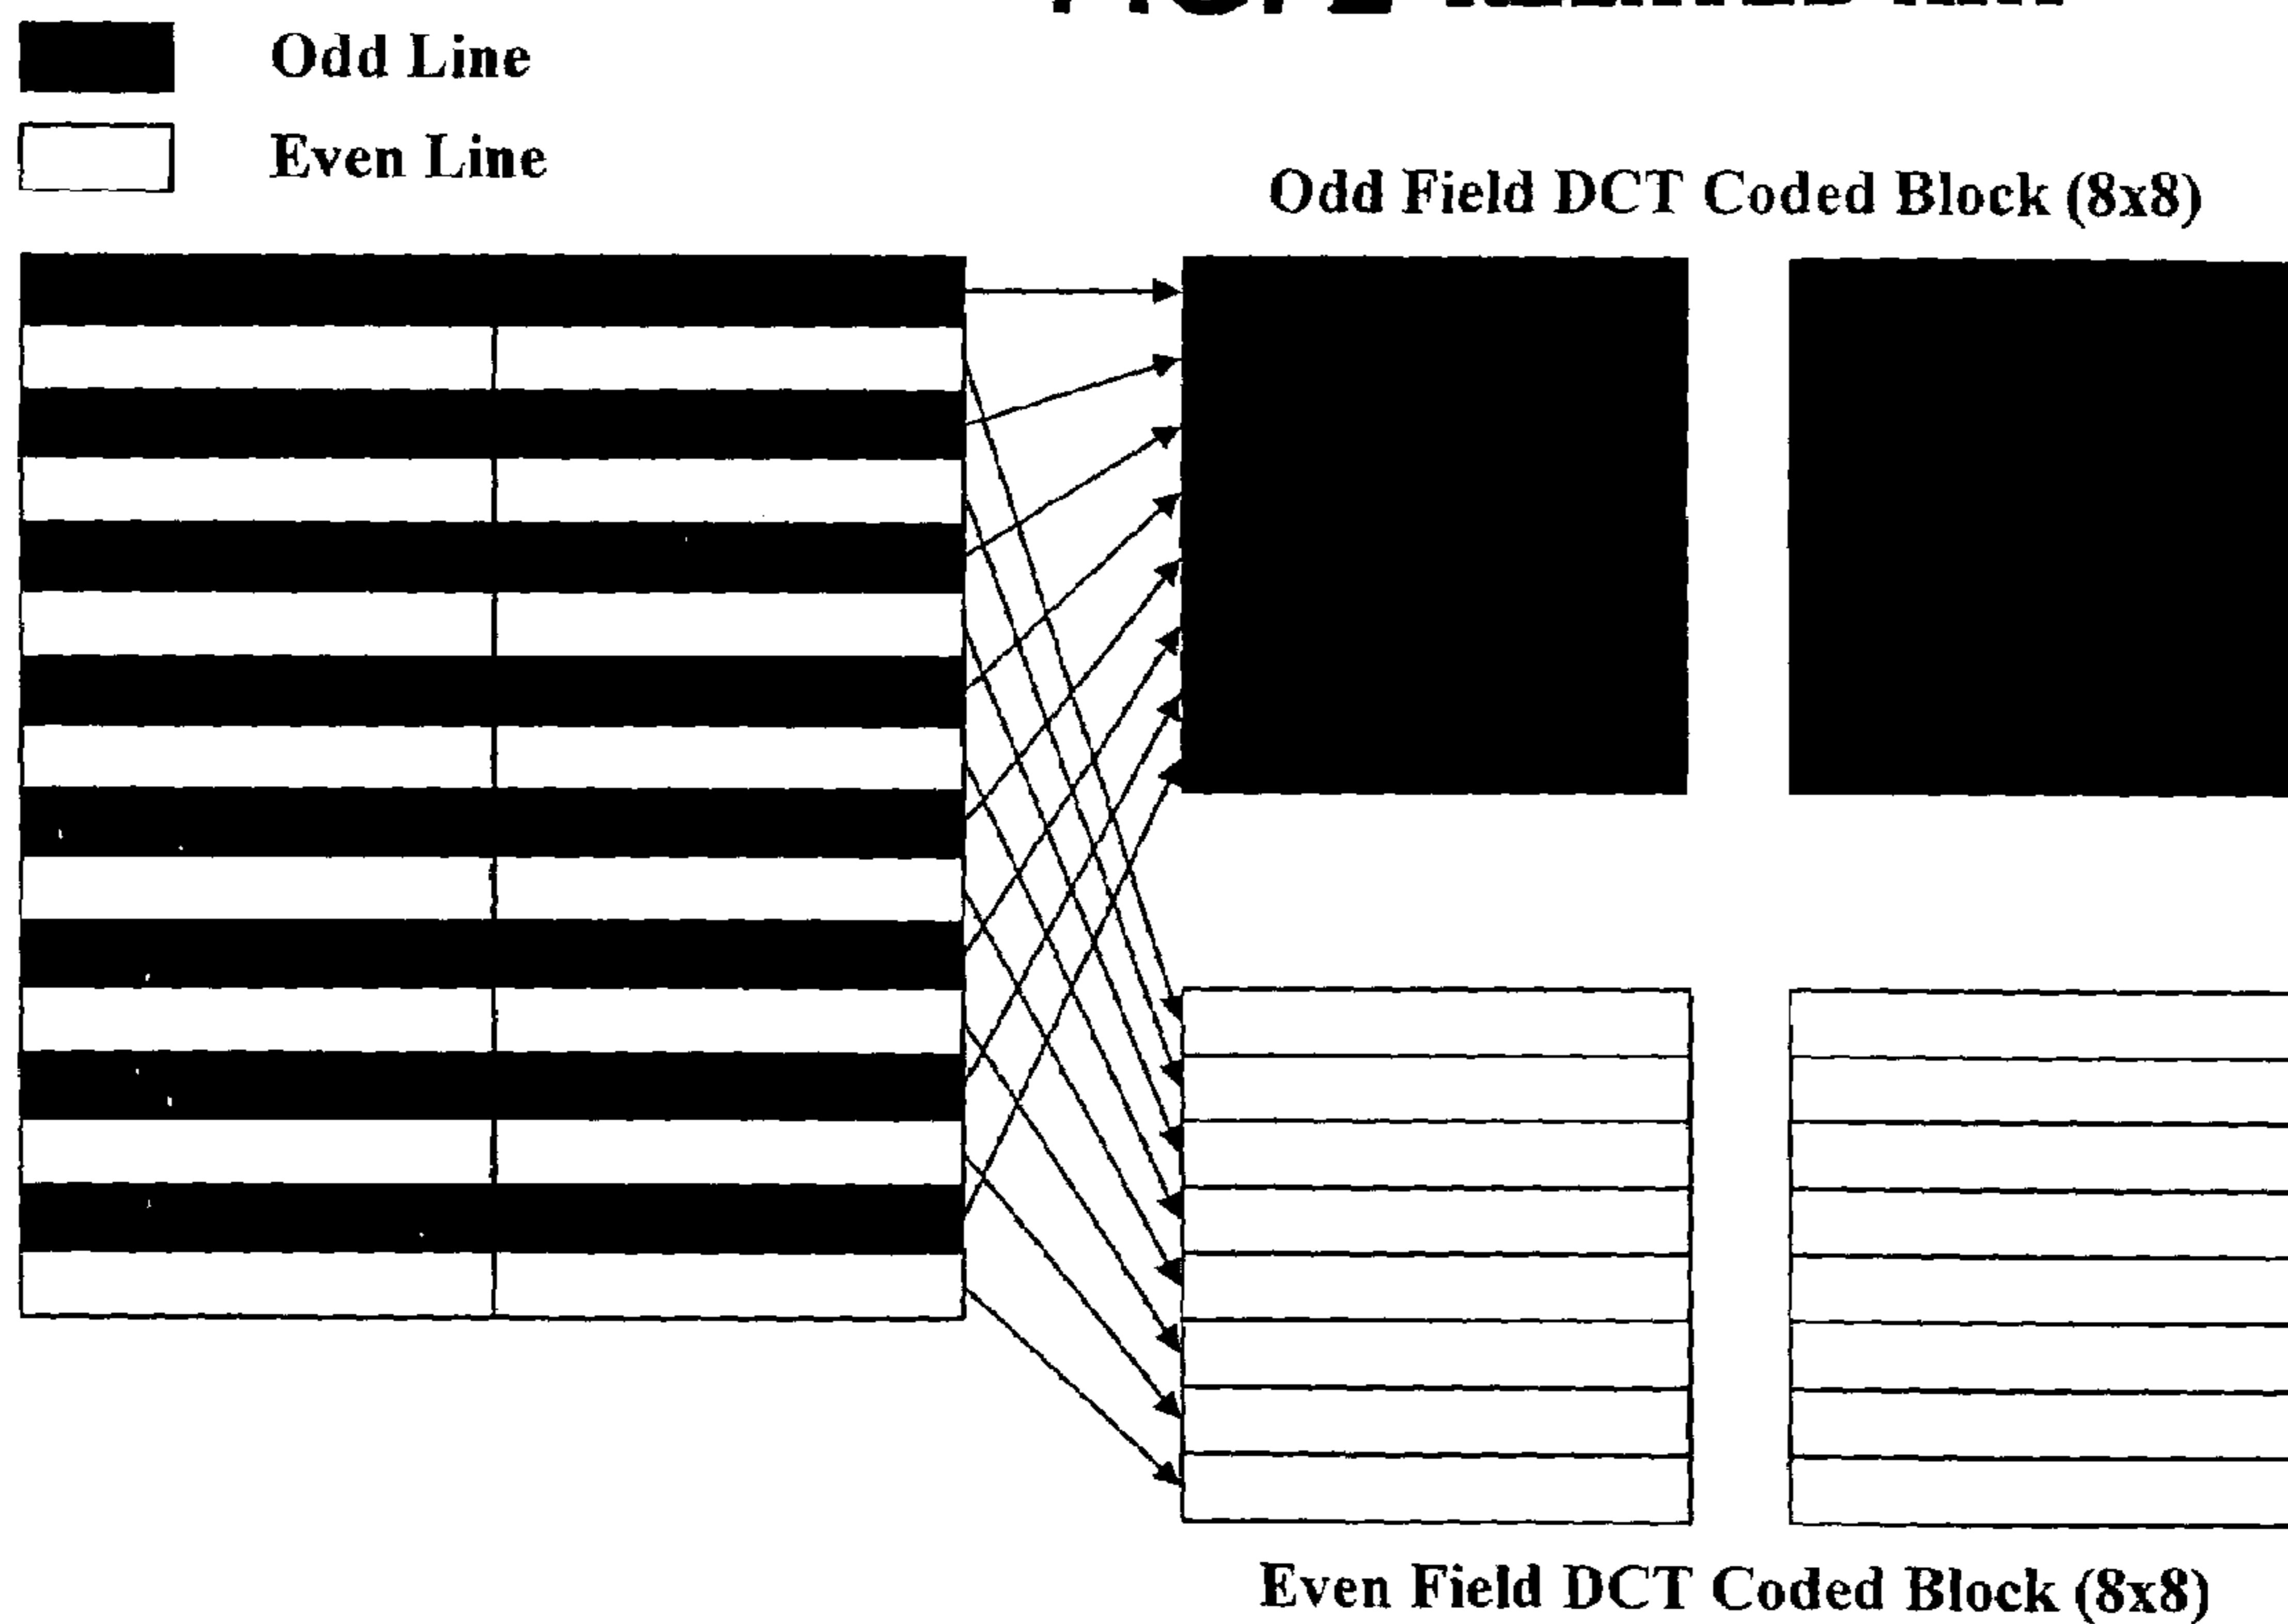 Odd Line
Even Line
Odd Field DCT Coded Block (8x8)
Even Field DCT Coded Block (8x8)